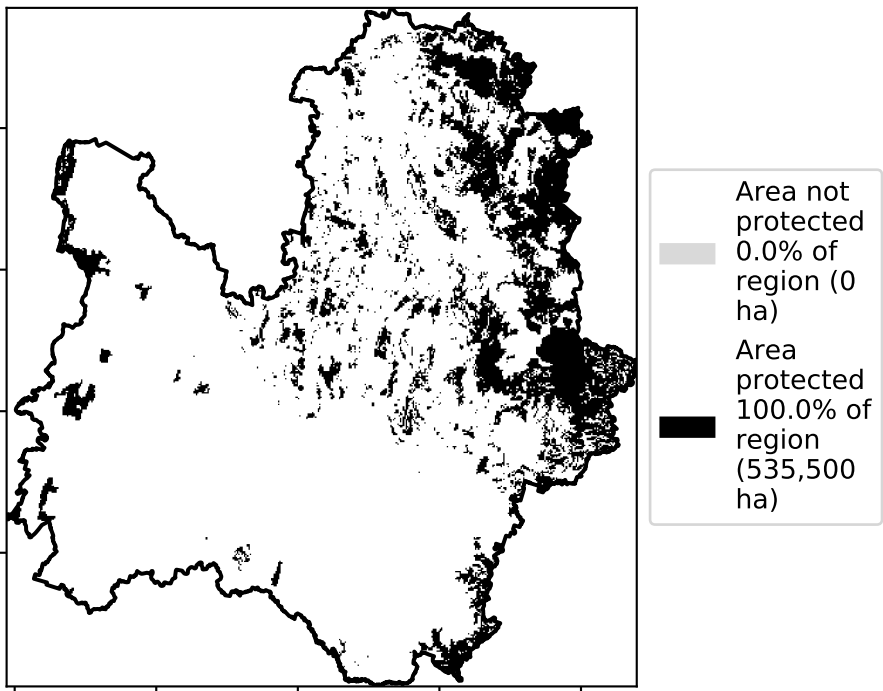 Area not
protected
0.0% of
region (0
ha)
Area
protected
100.0% of
region
(535,500
ha)